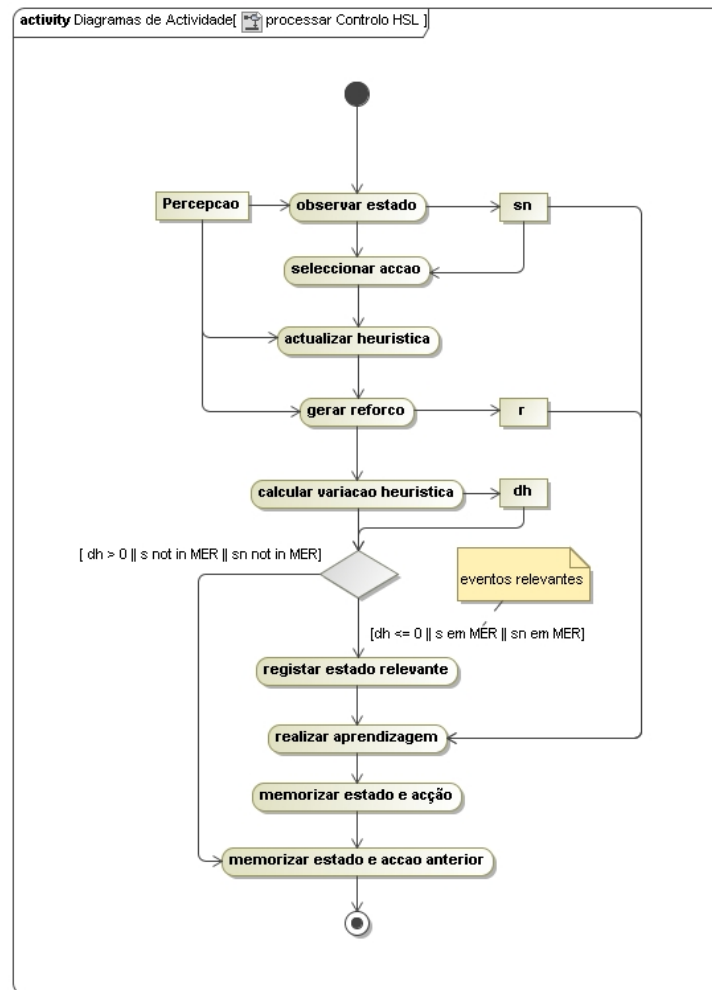 activity Diagramas de Actividade[ processar Controlo HSL ]
Percepcao
observar estado
sn
seleccionar accao
actualizar heuristica
gerar reforco
r
calcular variacao heuristica
dh
[ dh > 0 || s not in MER || sn not in MER]
eventos relevantes
[dh <= 0 || s em MER || sn em MER]
registar estado relevante
realizar aprendizagem
memorizar estado e acção
memorizar estado e accao anterior